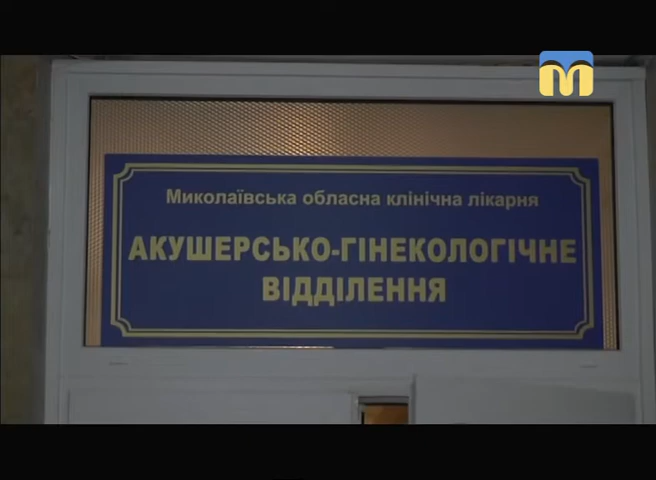 Миколаївська обласна клінічна лікарня
АКУШЕРСЬКО-ГІНЕКОЛОГІЧНЕ
ВІДДІЛЕННЯ